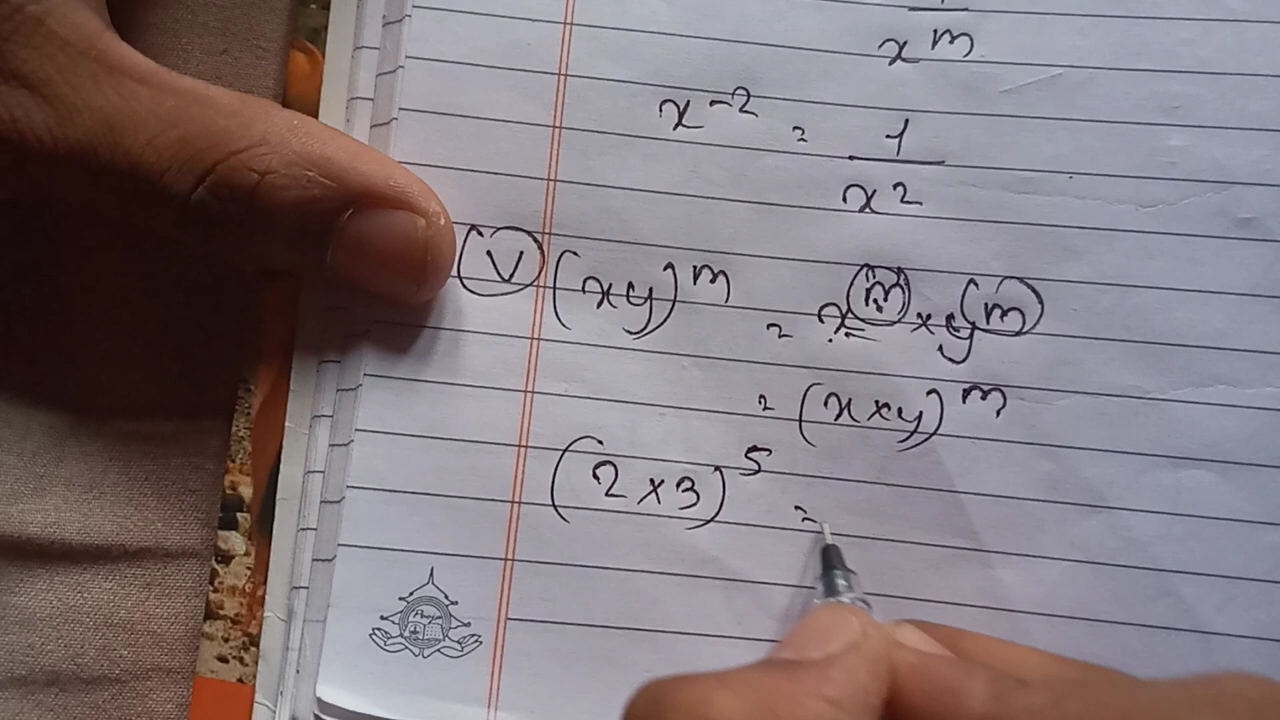 x^m
x^-2 = 1/x^2
(V) (xy)^m = x^m × y^m
= (x×y)^m
(2×3)^5 =